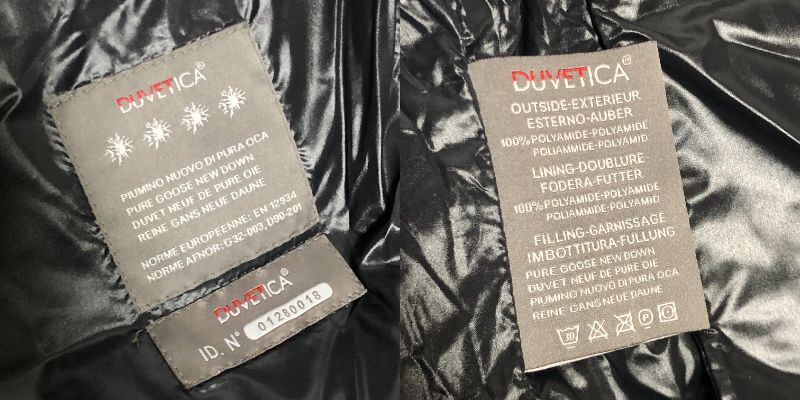 DUVETICA®
PIUMINO NUOVO DI PURA OCA
PURE GOOSE NEW DOWN
DUVET NEUF DE PURE OIE
REINE GANS NEUE DAUNE
NORME EUROPEENNE: EN 12934
NORME AFNOR: G32-003, D90-201
DUVETICA®
ID. N° 01280018
DUVETICA
OUTSIDE-EXTERIEUR
ESTERNO-AUBER
100% POLYAMIDE-POLYAMID
POLIAMMIDE-POLYAMID
LINING-DOUBLURE
FODERA-FUTTER
100% POLYAMIDE-POLYAMID
POLIAMMIDE-POLYAMID
FILLING-GARNISSAGE
IMBOTTITURA-FULLUNG
PURE GOOSE NEW DOWN
DUVET NEUF DE PURE OIE
PIUMINO NUOVO DI PURA OCA
REINE GANS NEUE DAUNE